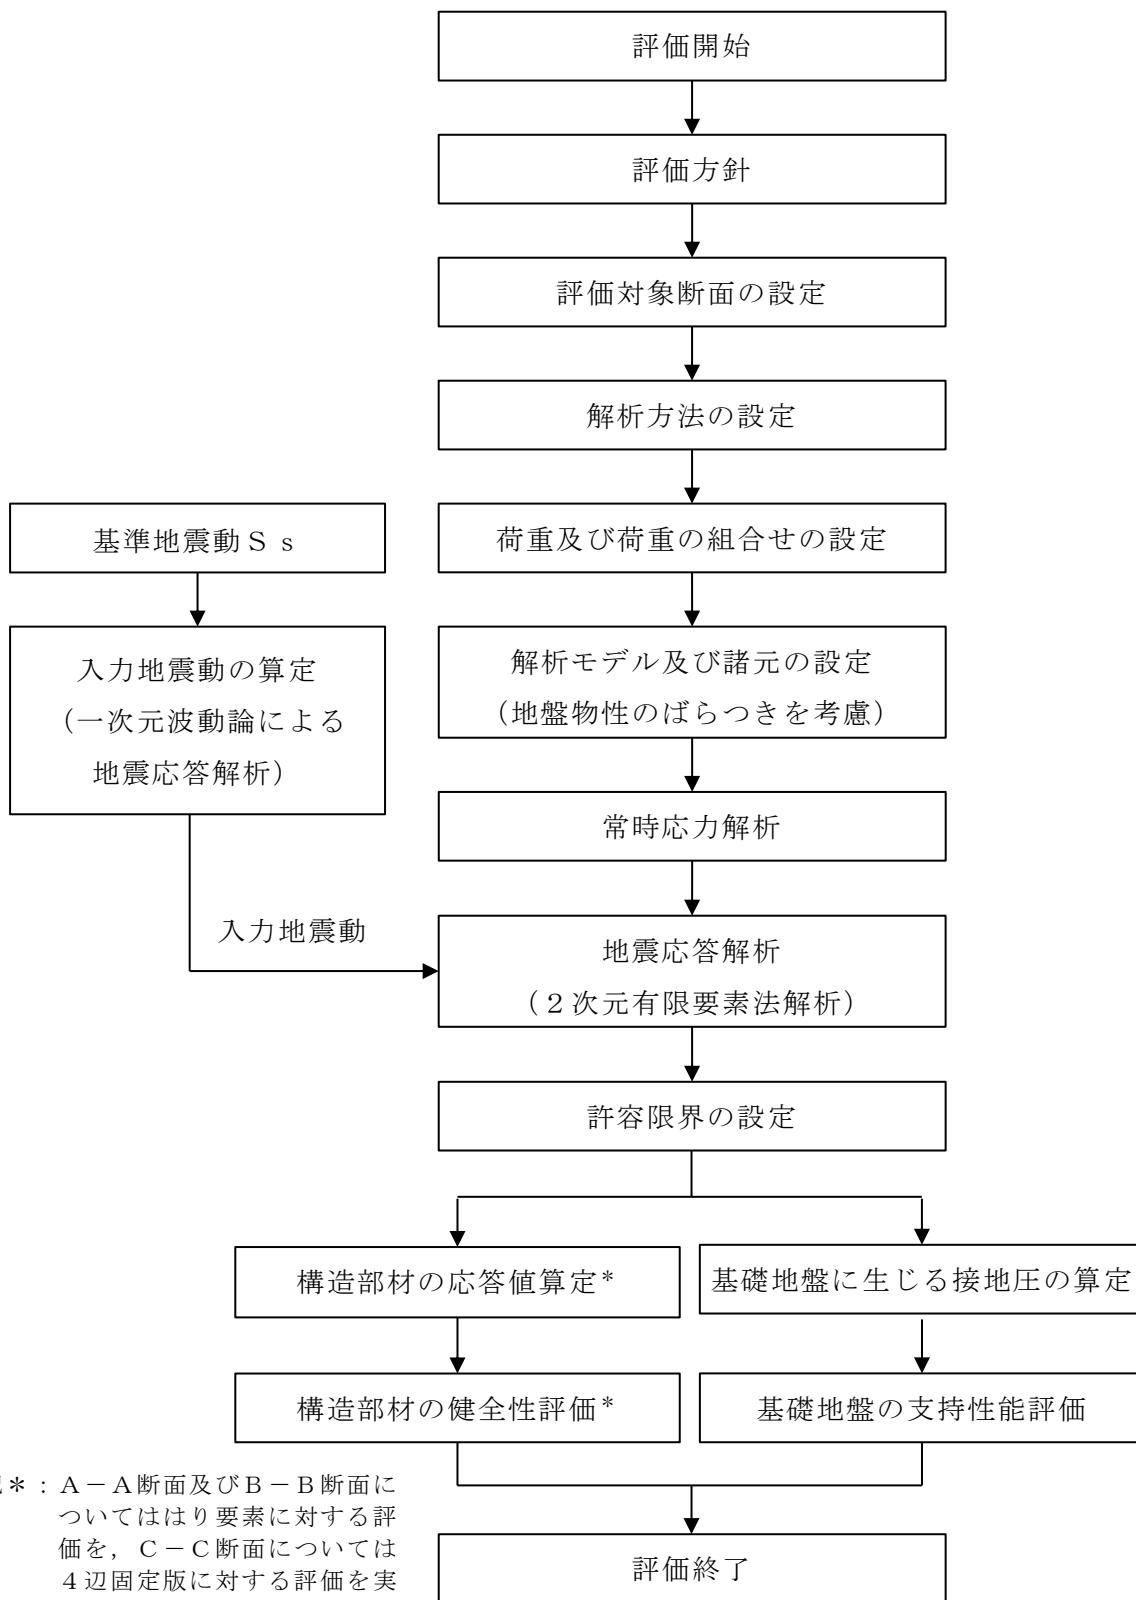 評価開始
評価方針
評価対象断面の設定
解析方法の設定
基準地震動Ｓｓ
荷重及び荷重の組合せの設定
入力地震動の算定
（一次元波動論による
地震応答解析）
解析モデル及び諸元の設定
（地盤物性のばらつきを考慮）
常時応力解析
入力地震動
地震応答解析
（２次元有限要素法解析）
許容限界の設定
構造部材の応答値算定*
基礎地盤に生じる接地圧の算定
構造部材の健全性評価*
基礎地盤の支持性能評価
＊：Ａ－Ａ断面及びＢ－Ｂ断面に
ついてははり要素に対する評
価を，Ｃ－Ｃ断面については
４辺固定版に対する評価を実
評価終了